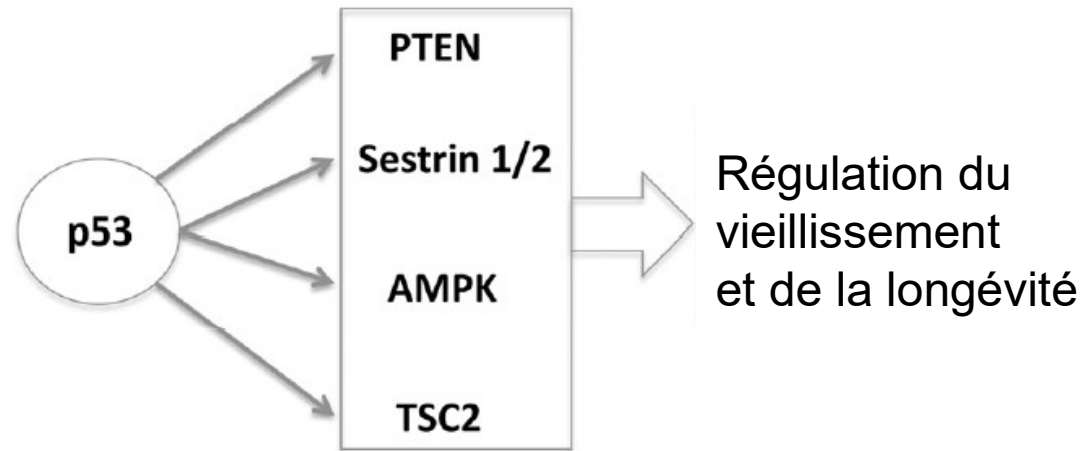 p53
PTEN
Sestrin 1/2
AMPK
TSC2
Régulation du
vieillissement
et de la longévité